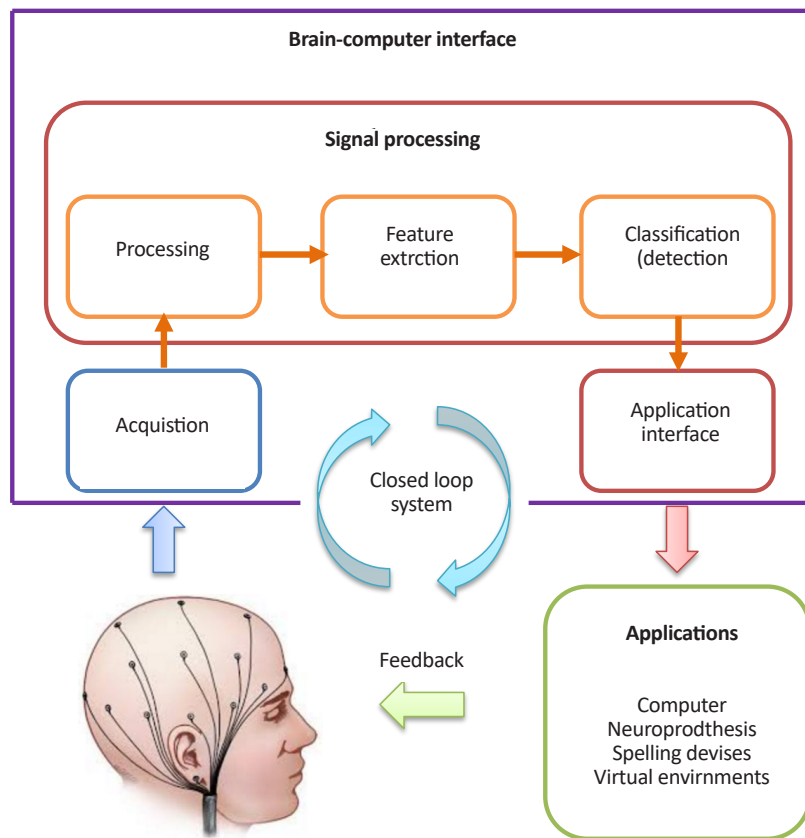 Brain-computer interface
Signal processing
Processing
Feature
extrction
Classification
(detection
Acquistion
Application
interface
Closed loop
system
Feedback
Applications
Computer
Neuroprodthesis
Spelling devises
Virtual envirnments